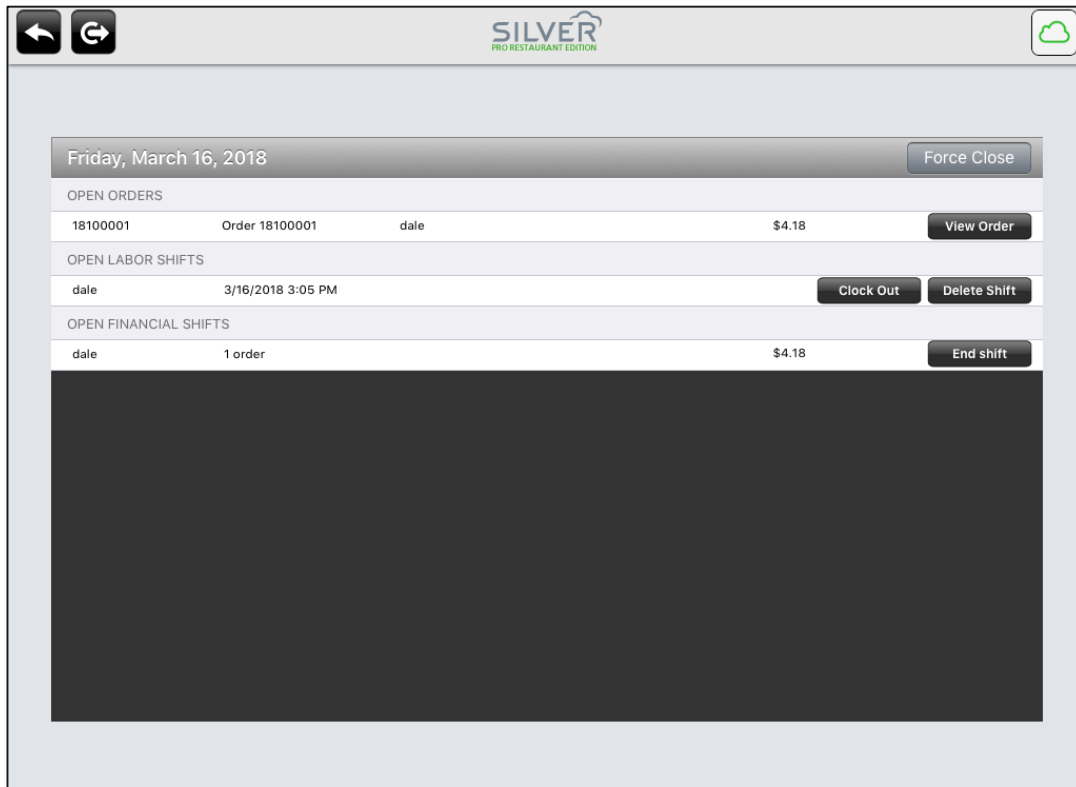 SILVER
PRO RESTAURANT EDITION
Friday, March 16, 2018 Force Close
OPEN ORDERS
18100001 Order 18100001 dale $4.18 View Order
OPEN LABOR SHIFTS
dale 3/16/2018 3:05 PM Clock Out Delete Shift
OPEN FINANCIAL SHIFTS
dale 1 order $4.18 End shift